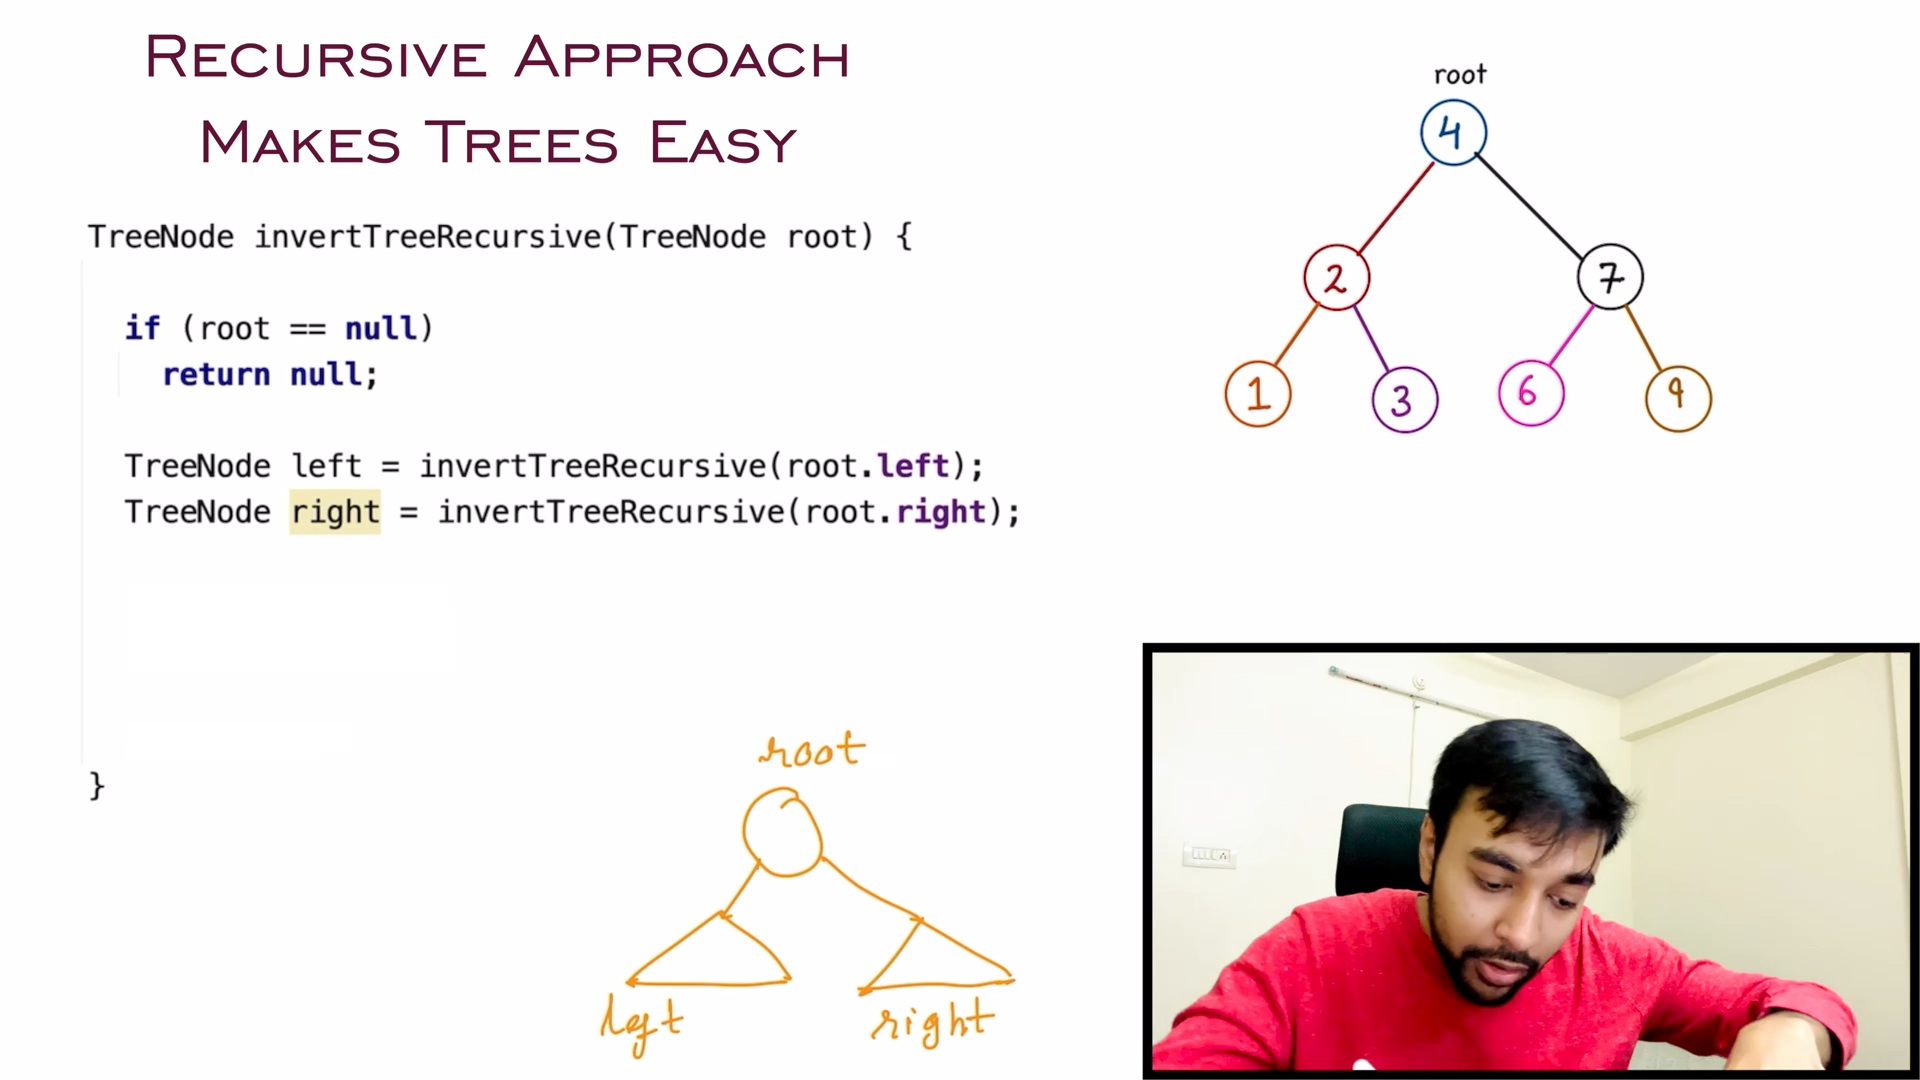 RECURSIVE APPROACH
MAKES TREES EASY
TreeNode invertTreeRecursive(TreeNode root) {
if (root == null)
return null;
TreeNode left = invertTreeRecursive(root.left);
TreeNode right = invertTreeRecursive(root.right);
}
root
4
2
7
1
3
6
9
root
left
right